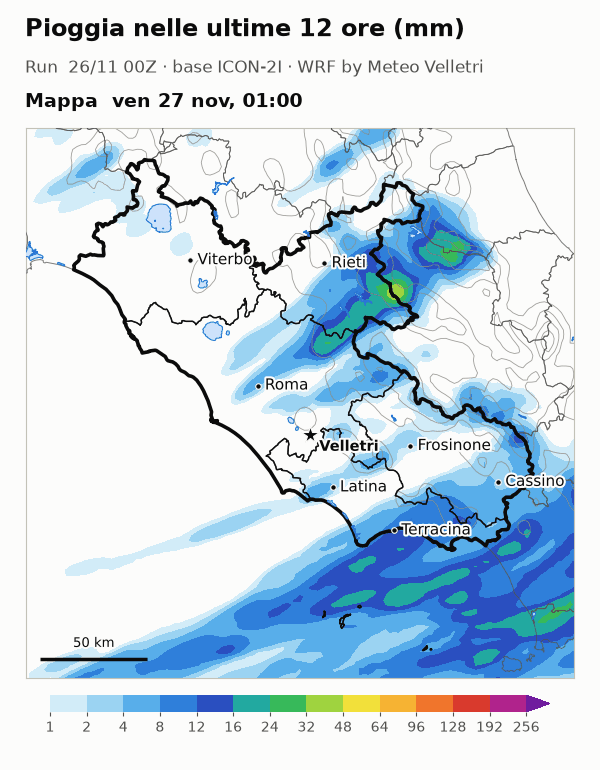 Pioggia nelle ultime 12 ore (mm)
Run  26/11 00Z · base ICON-2I · WRF by Meteo Velletri
Mappa  ven 27 nov, 01:00
Viterbo
Rieti
Roma
Velletri
Frosinone
Latina
Cassino
Terracina
50 km
1 2 4 8 12 16 24 32 48 64 96 128 192 256